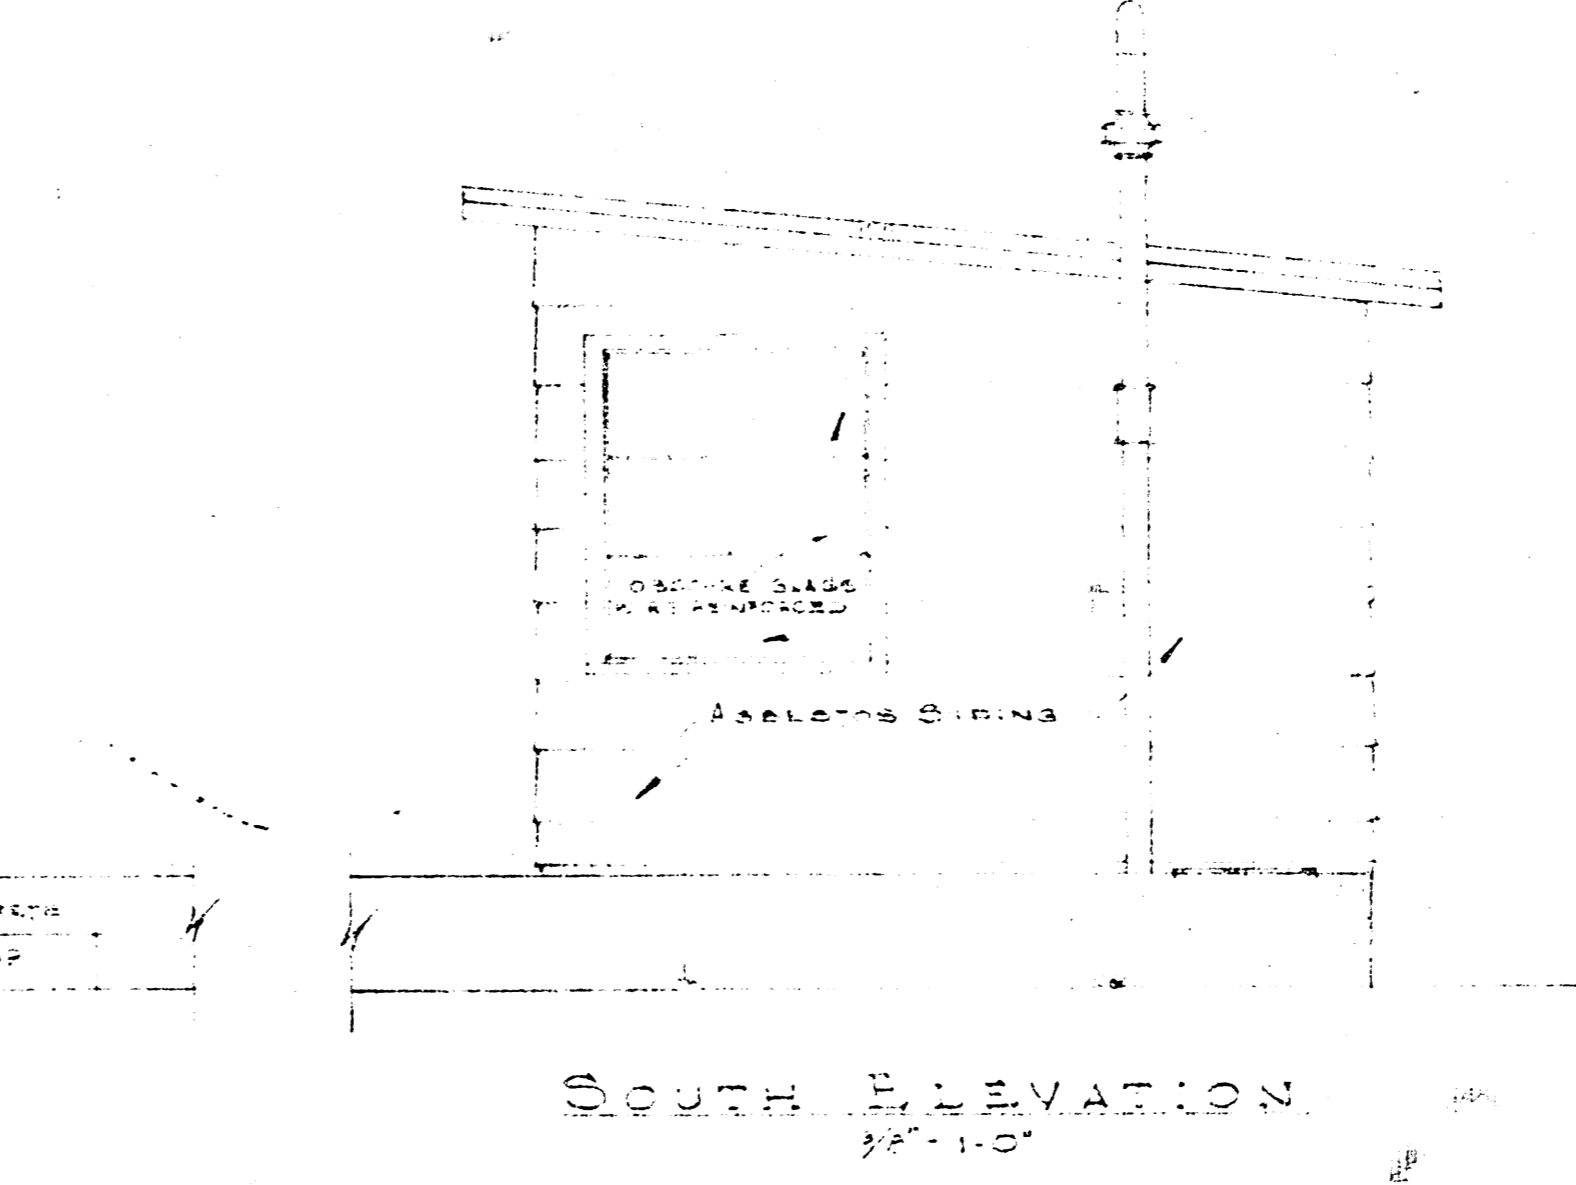 OBSCURE GLASS
WIRE REINFORCED
ASBESTOS SIDING
SOUTH ELEVATION
3/8" - 1-0"